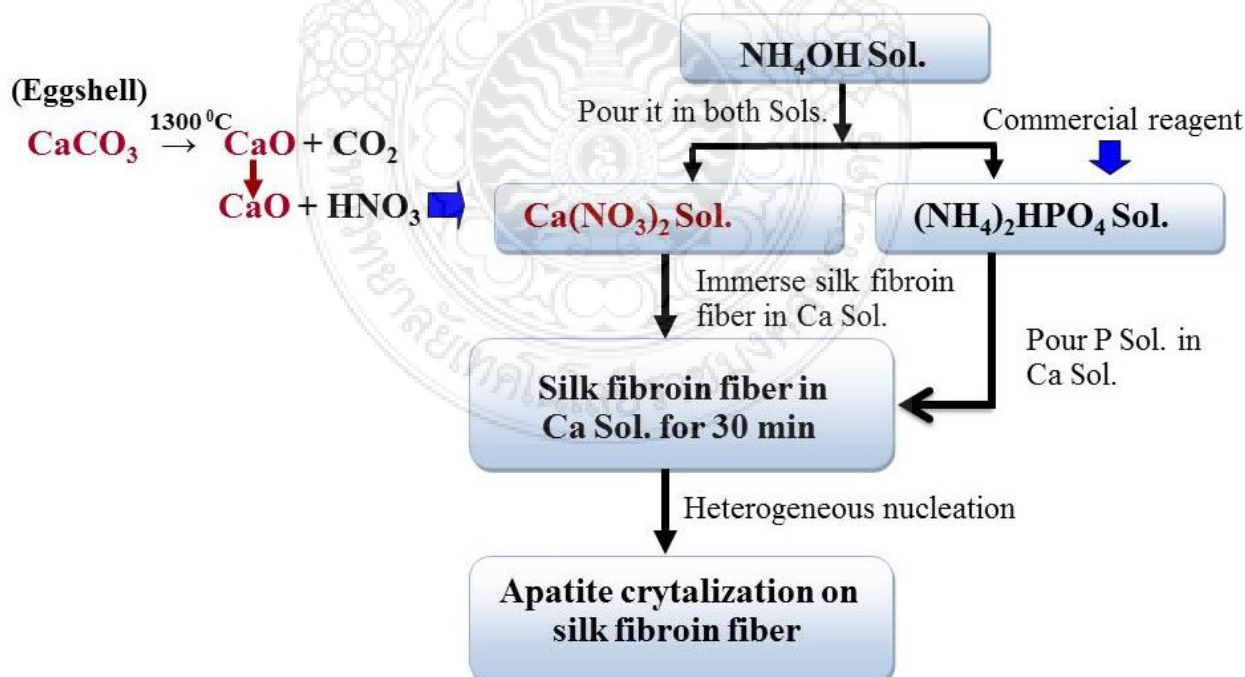 NH₄OH Sol.
(Eggshell)
Pour it in both Sols.
Commercial reagent
CaCO₃ 1300 ⁰C → CaO + CO₂
CaO + HNO₃
Ca(NO₃)₂ Sol.
(NH₄)₂HPO₄ Sol.
Immerse silk fibroin
fiber in Ca Sol.
Pour P Sol. in
Ca Sol.
Silk fibroin fiber in
Ca Sol. for 30 min
Heterogeneous nucleation
Apatite crytalization on
silk fibroin fiber